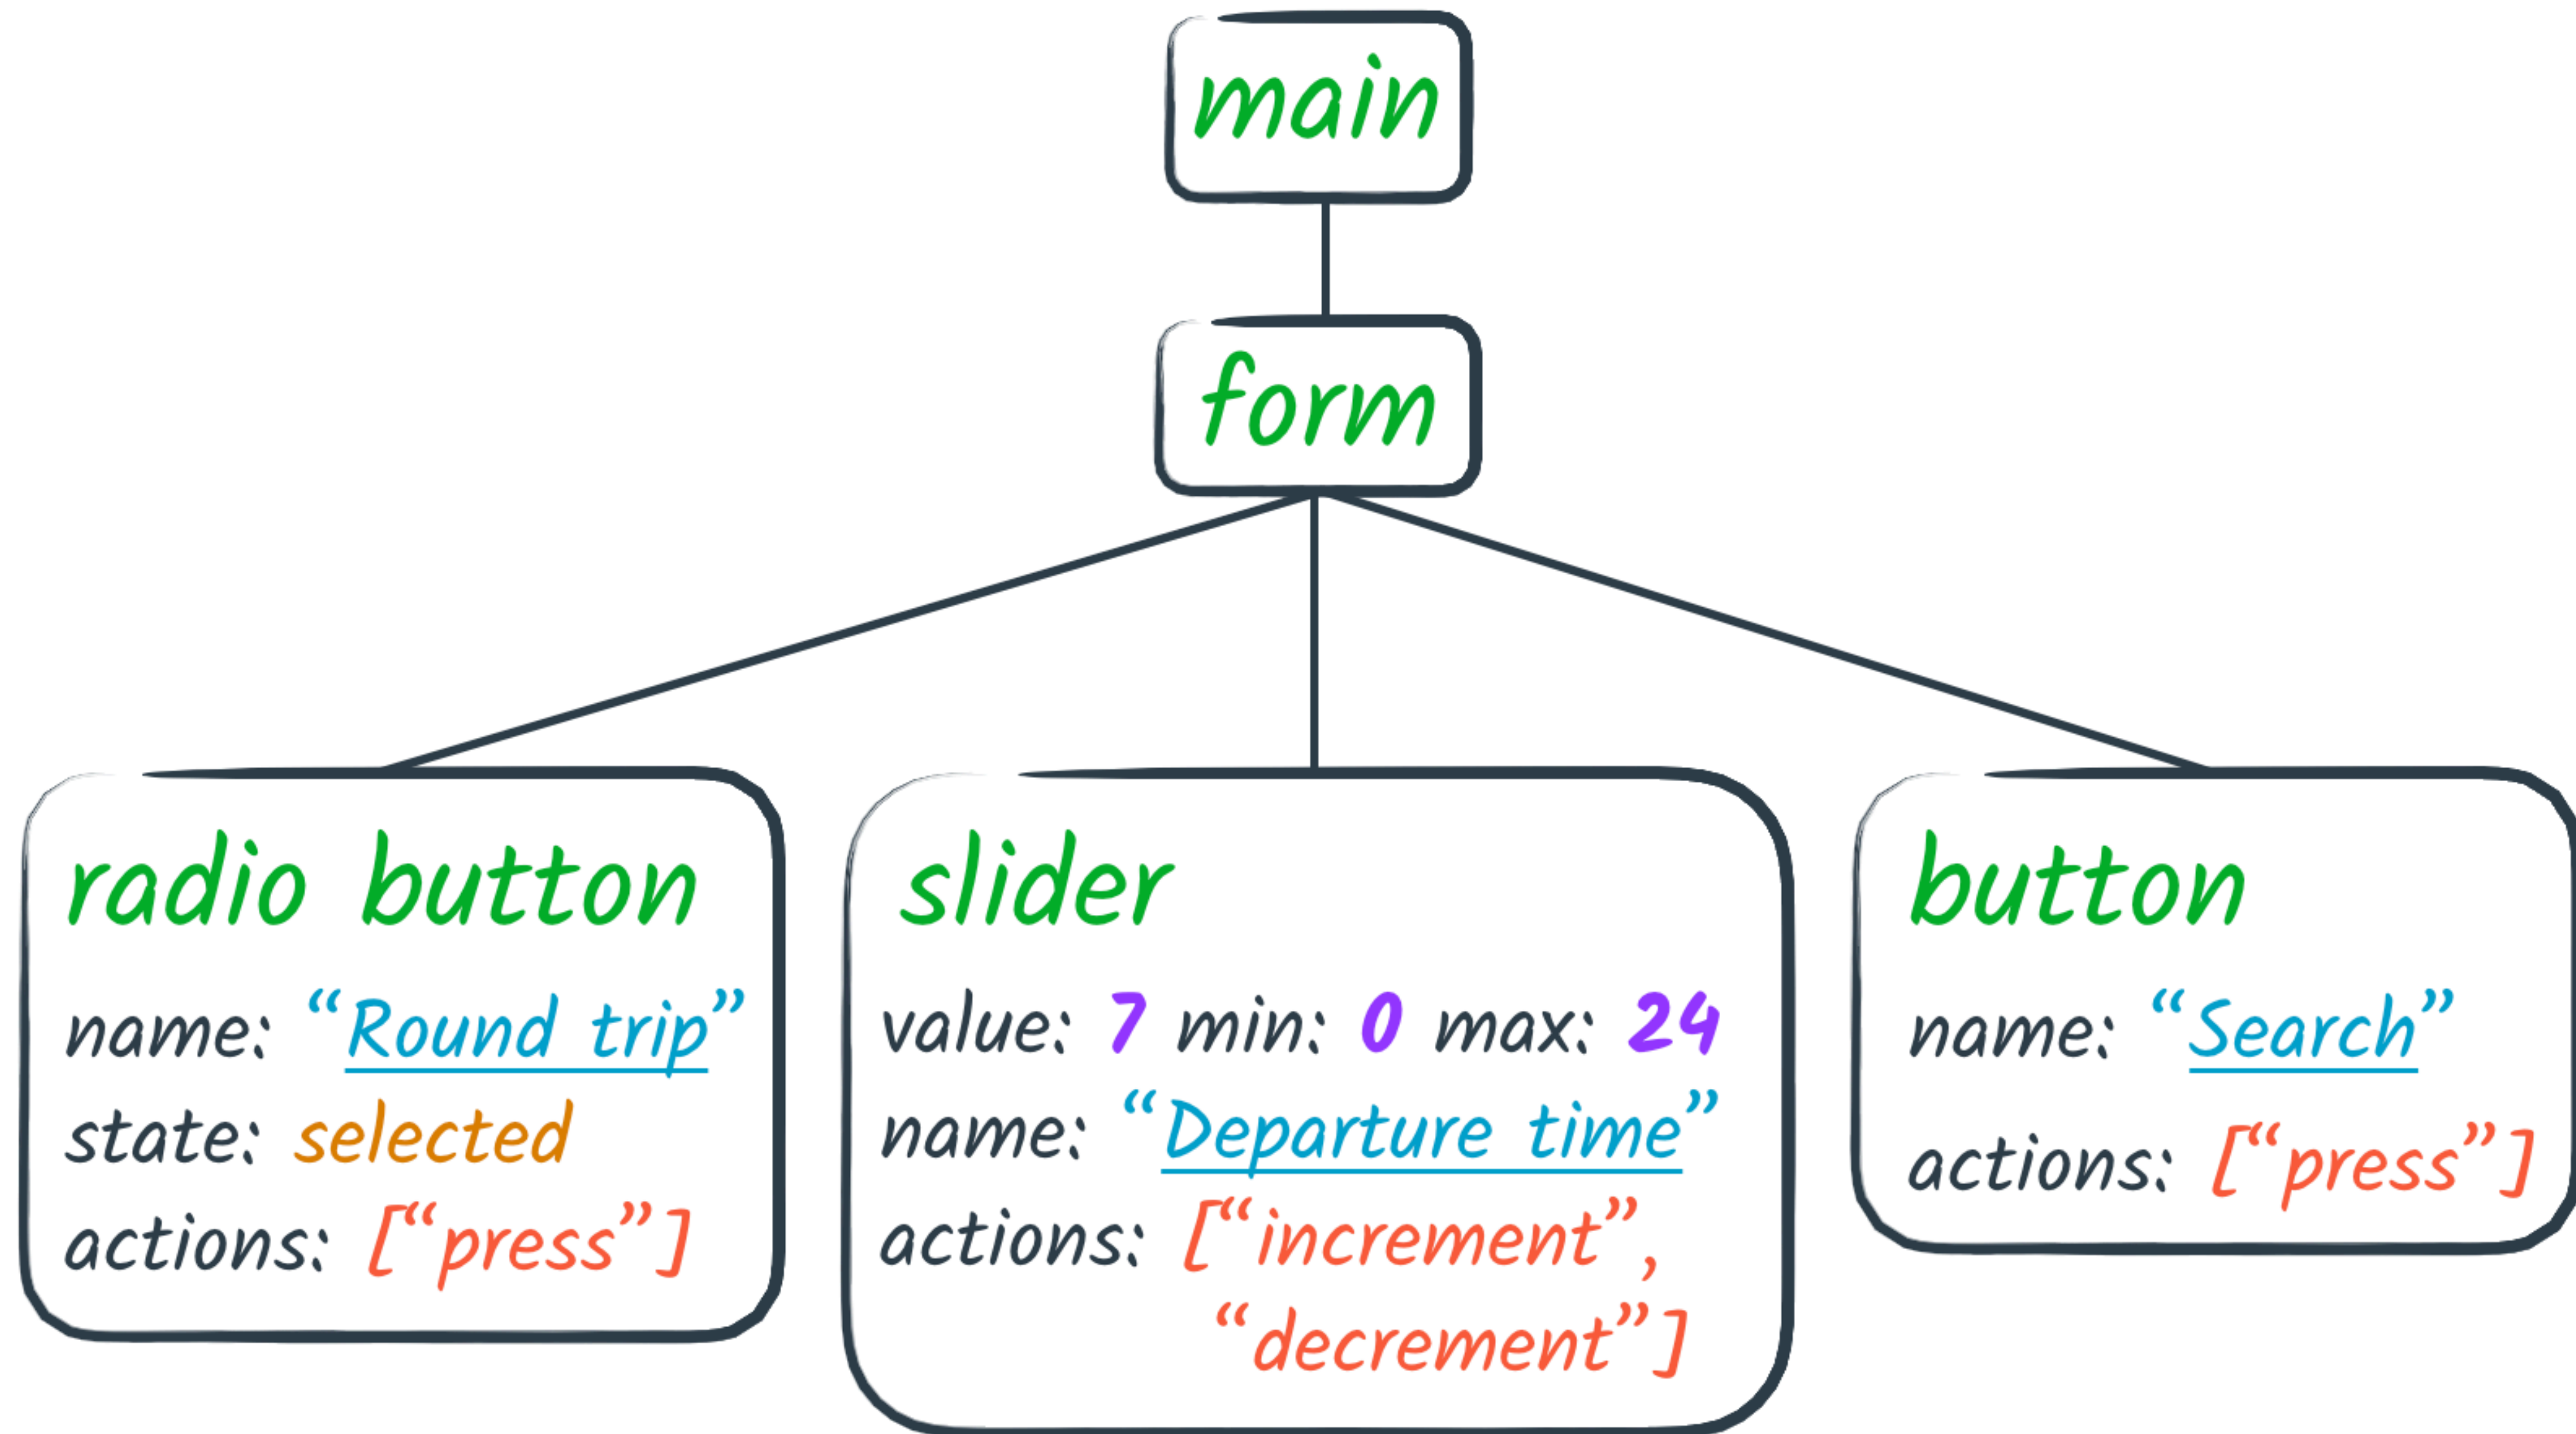 main
form
radio button
name: “Round trip”
state: selected
actions: [“press”]
slider
value: 7 min: 0 max: 24
name: “Departure time”
actions: [“increment”,
“decrement”]
button
name: “Search”
actions: [“press”]